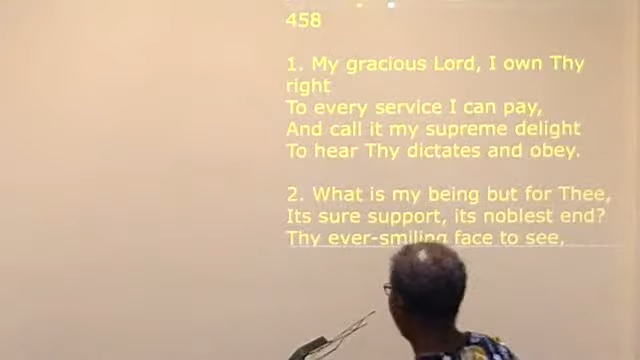 458
1. My gracious Lord, I own Thy
right
To every service I can pay,
And call it my supreme delight
To hear Thy dictates and obey.
2. What is my being but for Thee,
Its sure support, its noblest end?
Thy ever-smiling face to see,